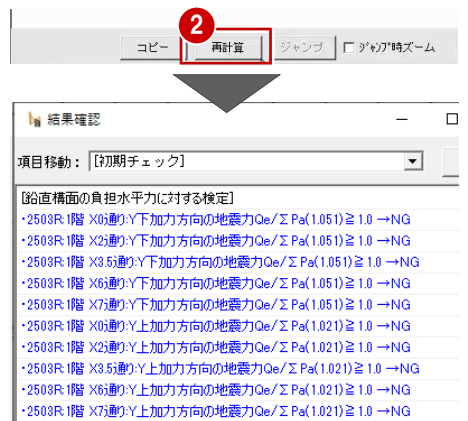 2
コピー 再計算 ジャンプ ｼﾞｬﾝﾌﾟ時ズーム
結果確認
項目移動： [初期チェック]
[鉛直構面の負担水平力に対する検定]
・2503R:1階 X0通り:Y下加力方向の地震力Qe/ΣPa(1.051)≧1.0 →NG
・2503R:1階 X2通り:Y下加力方向の地震力Qe/ΣPa(1.051)≧1.0 →NG
・2503R:1階 X3.5通り:Y下加力方向の地震力Qe/ΣPa(1.051)≧1.0 →NG
・2503R:1階 X6通り:Y下加力方向の地震力Qe/ΣPa(1.051)≧1.0 →NG
・2503R:1階 X7通り:Y下加力方向の地震力Qe/ΣPa(1.051)≧1.0 →NG
・2503R:1階 X0通り:Y上加力方向の地震力Qe/ΣPa(1.021)≧1.0 →NG
・2503R:1階 X2通り:Y上加力方向の地震力Qe/ΣPa(1.021)≧1.0 →NG
・2503R:1階 X3.5通り:Y上加力方向の地震力Qe/ΣPa(1.021)≧1.0 →NG
・2503R:1階 X6通り:Y上加力方向の地震力Qe/ΣPa(1.021)≧1.0 →NG
・2503R:1階 X7通り:Y上加力方向の地震力Qe/ΣPa(1.021)≧1.0 →NG